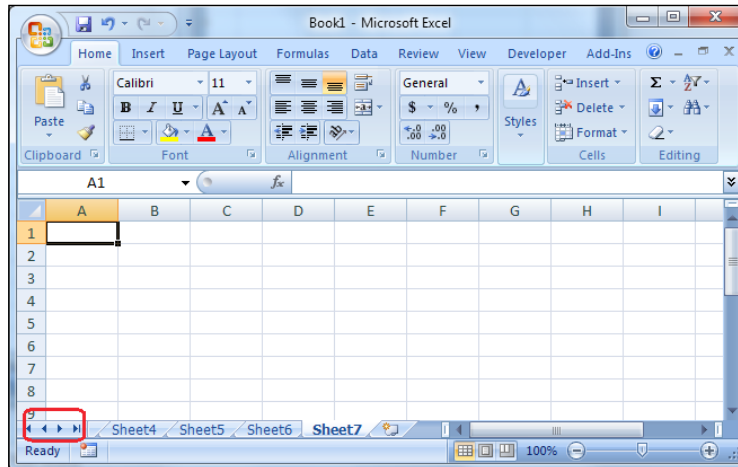 Book1 - Microsoft Excel
Home Insert Page Layout Formulas Data Review View Developer Add-Ins
Calibri 11 General Insert Σ
Paste B I U A A $ % , Styles Delete
A .00 .00 Format
Clipboard Font Alignment Number Cells Editing
A1 fx
A B C D E F G H I
1
2
3
4
5
6
7
8
9
Sheet4 Sheet5 Sheet6 Sheet7
Ready 100%